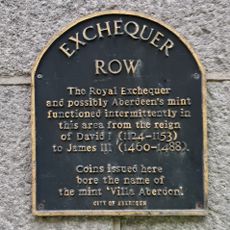 EXCHEQUER
ROW
The Royal Exchequer
and possibly Aberdeen's mint
functioned intermittently in
this area from the reign
of David I (1124–1153)
to James III (1460–1488).
Coins issued here
bore the name of
the mint 'Villa Aberdon'.
CITY OF ABERDEEN